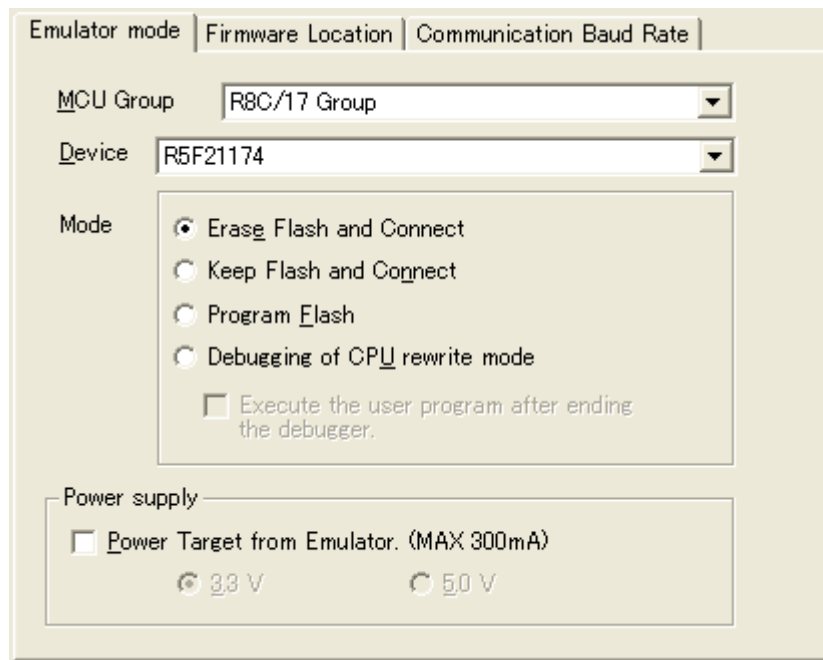 Emulator mode Firmware Location Communication Baud Rate
MCU Group R8C/17 Group
Device R5F21174
Mode
Erase Flash and Connect
Keep Flash and Connect
Program Flash
Debugging of CPU rewrite mode
Execute the user program after ending
the debugger.
Power supply
Power Target from Emulator. (MAX 300mA)
3.3 V 5.0 V